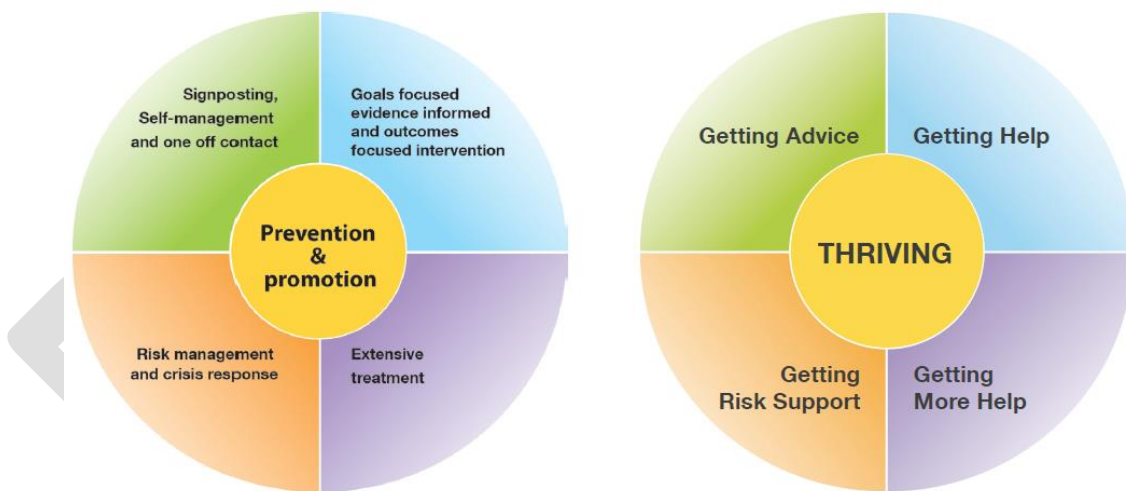 Signposting,
Self-management
and one off contact
Goals focused
evidence informed
and outcomes
focused intervention
Prevention
&
promotion
Risk management
and crisis response
Extensive
treatment
Getting Advice
Getting Help
THRIVING
Getting
Risk Support
Getting
More Help